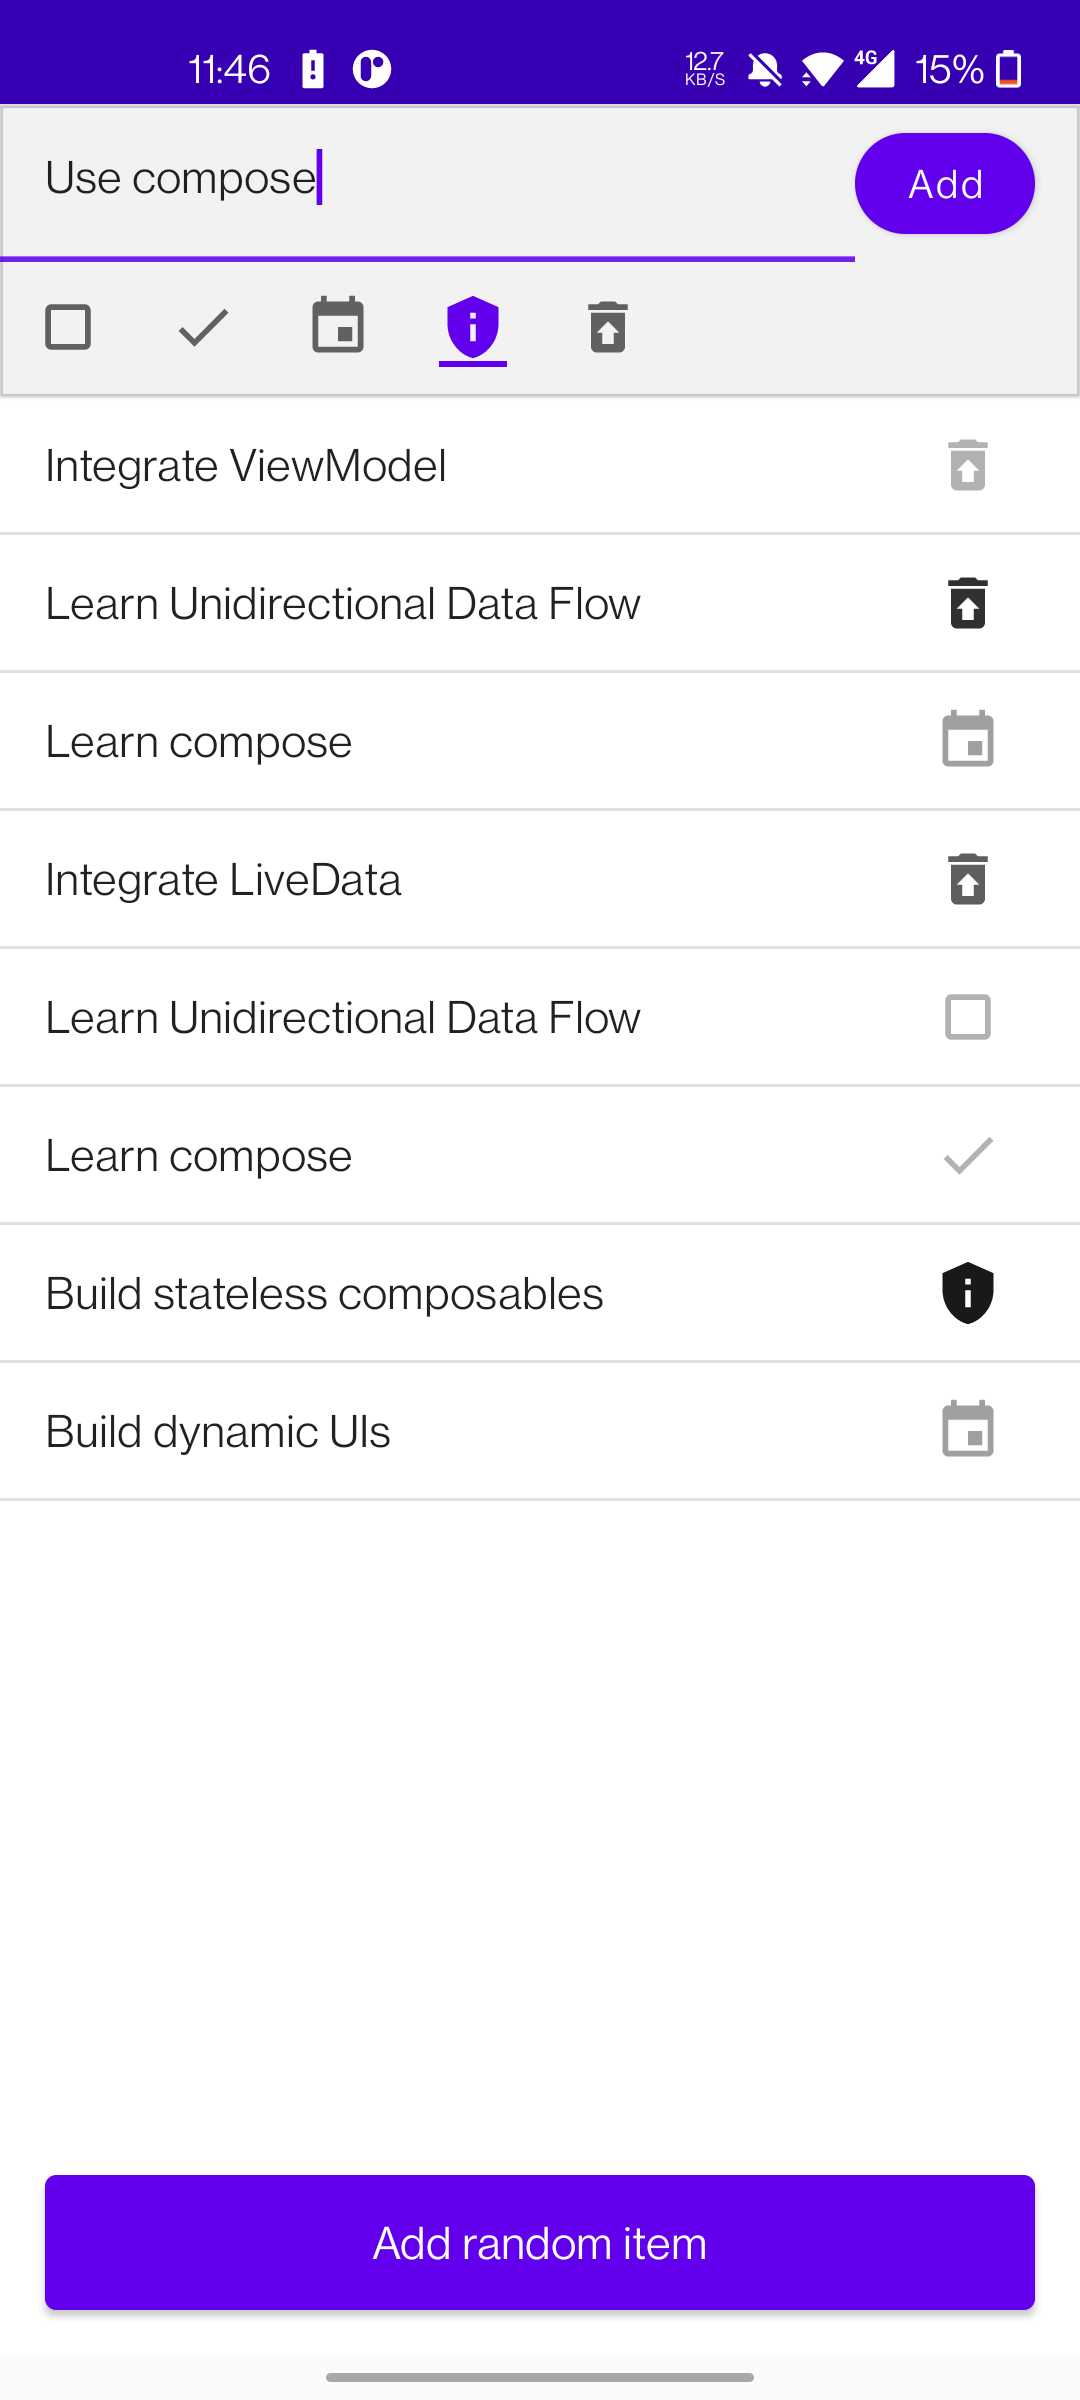 11:46 12.7 KB/S 4G 15%
Use compose
Add
Integrate ViewModel
Learn Unidirectional Data Flow
Learn compose
Integrate LiveData
Learn Unidirectional Data Flow
Learn compose
Build stateless composables
Build dynamic UIs
Add random item